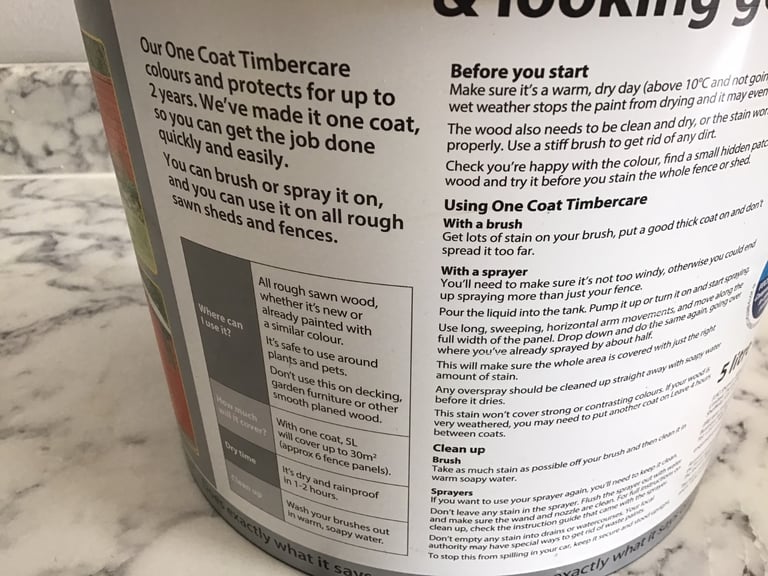 & looking g
Our One Coat Timbercare
colours and protects for up to
2 years. We've made it one coat,
so you can get the job done
quickly and easily.
You can brush or spray it on,
and you can use it on all rough
sawn sheds and fences.
Where can
I use it?
All rough sawn wood,
whether it's new or
already painted with
a similar colour.
It's safe to use around
plants and pets.
Don't use this on decking,
garden furniture or other
smooth planed wood.
How much
will it cover?
With one coat, 5L
will cover up to 30m²
(approx 6 fence panels).
Dry time
It's dry and rainproof
in 1-2 hours.
Clean up
Wash your brushes out
in warm, soapy water.
Before you start
Make sure it's a warm, dry day (above 10°C and not goin
wet weather stops the paint from drying and it may even
The wood also needs to be clean and dry, or the stain won
properly. Use a stiff brush to get rid of any dirt.
Check you're happy with the colour, find a small hidden patc
wood and try it before you stain the whole fence or shed.
Using One Coat Timbercare
With a brush
Get lots of stain on your brush, put a good thick coat on and don't
spread it too far.
With a sprayer
You'll need to make sure it's not too windy, otherwise you could end
up spraying more than just your fence.
Pour the liquid into the tank. Pump it up or turn it on and start spraying
Use long, sweeping, horizontal arm movements, and move along the
full width of the panel. Drop down and do the same again, going over
where you've already sprayed by about half.
This will make sure the whole area is covered with just the right
amount of stain.
Any overspray should be cleaned up straight away with soapy water
before it dries.
This stain won't cover strong or contrasting colours. If your wood is
very weathered, you may need to put another coat on. Leave 4 hours
between coats.
Clean up
Brush
Take as much stain as possible off your brush and then clean it in
warm soapy water.
Sprayers
If you want to use your sprayer again, you'll need to keep it clean.
Don't leave any stain in the sprayer. Flush the sprayer out with water
and make sure the wand and nozzle are clean. For full instructions on
clean up, check the instruction guide that came with the sprayer.
Don't empty any stain into drains or watercourses. Your local
authority may have special ways to get rid of waste paints.
To stop this from spilling in your car, keep it secure and stood upright.
5 litre
does exactly what it says
exactly what it says